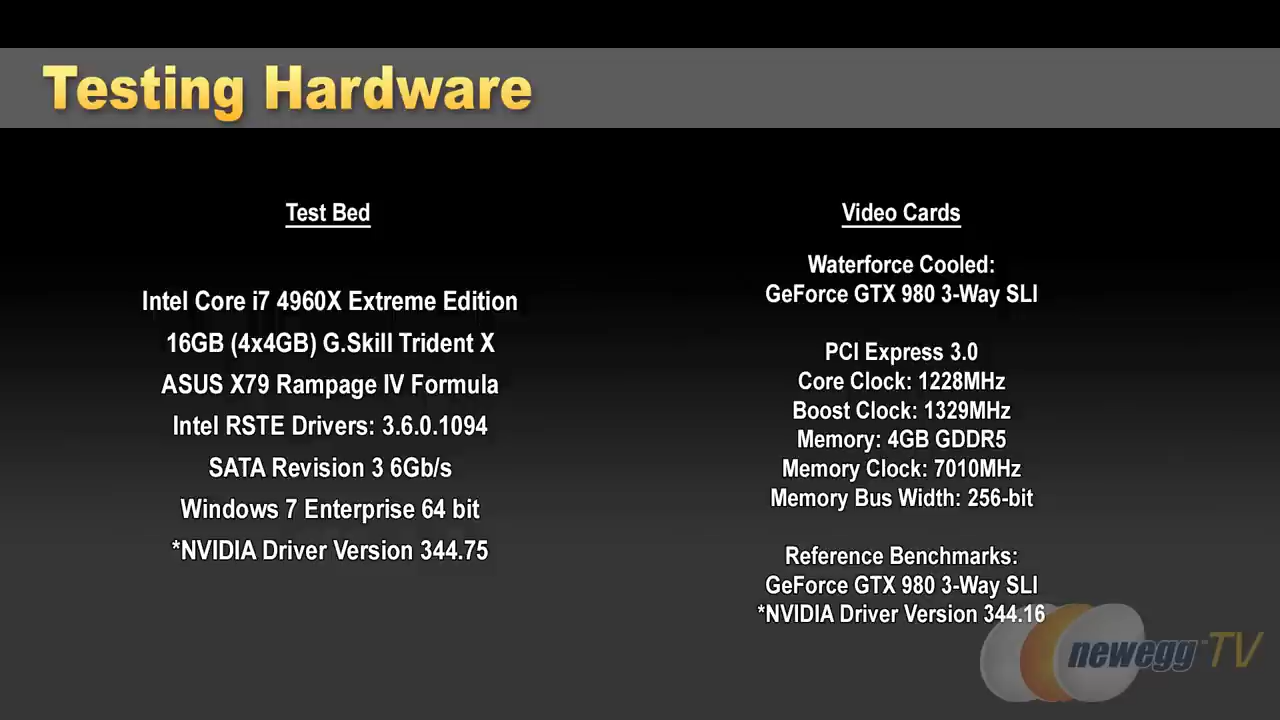 Testing Hardware
Test Bed
Intel Core i7 4960X Extreme Edition
16GB (4x4GB) G.Skill Trident X
ASUS X79 Rampage IV Formula
Intel RSTE Drivers: 3.6.0.1094
SATA Revision 3 6Gb/s
Windows 7 Enterprise 64 bit
*NVIDIA Driver Version 344.75
Video Cards
Waterforce Cooled:
GeForce GTX 980 3-Way SLI
PCI Express 3.0
Core Clock: 1228MHz
Boost Clock: 1329MHz
Memory: 4GB GDDR5
Memory Clock: 7010MHz
Memory Bus Width: 256-bit
Reference Benchmarks:
GeForce GTX 980 3-Way SLI
*NVIDIA Driver Version 344.16
newegg TV